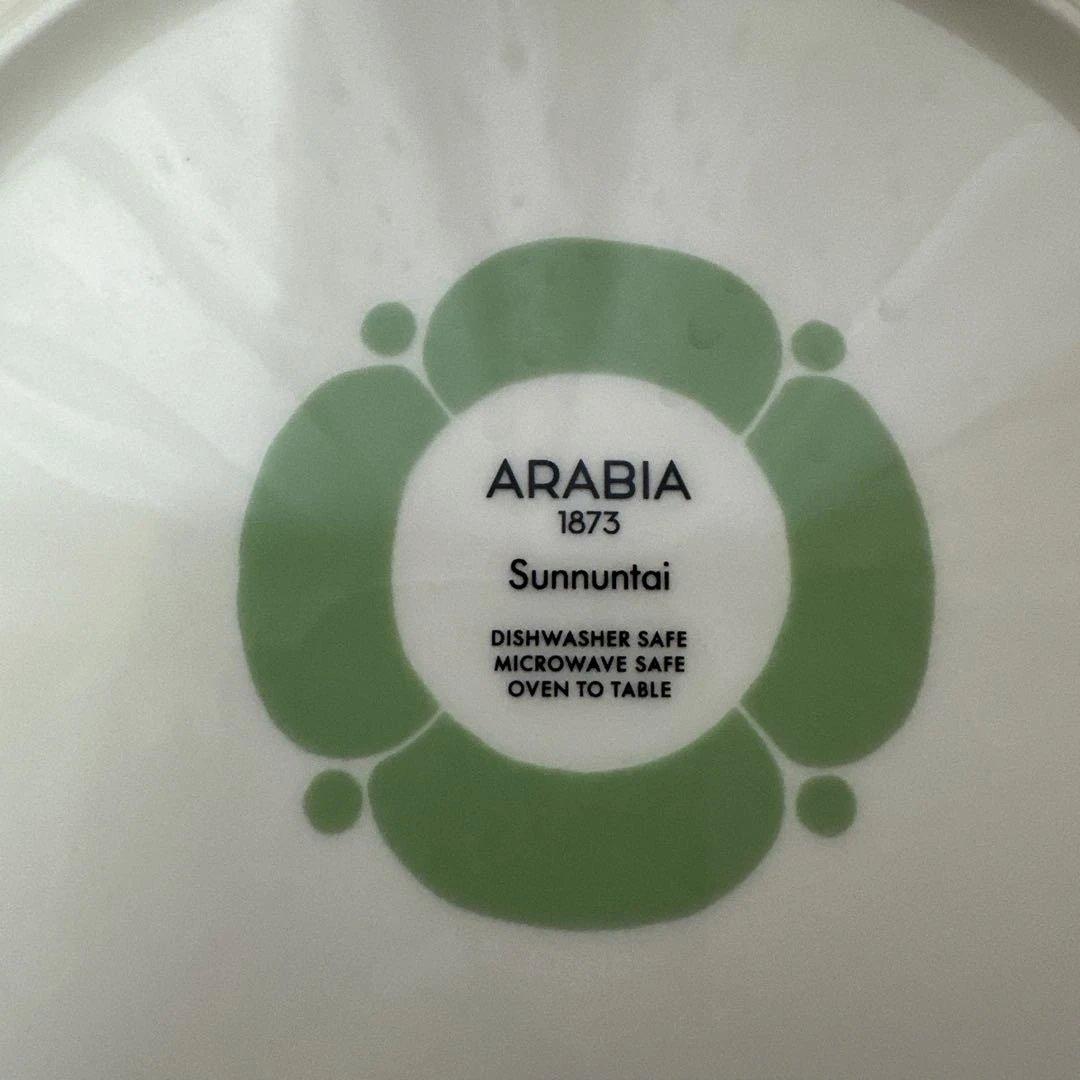 ARABIA
1873
Sunnuntai
DISHWASHER SAFE
MICROWAVE SAFE
OVEN TO TABLE